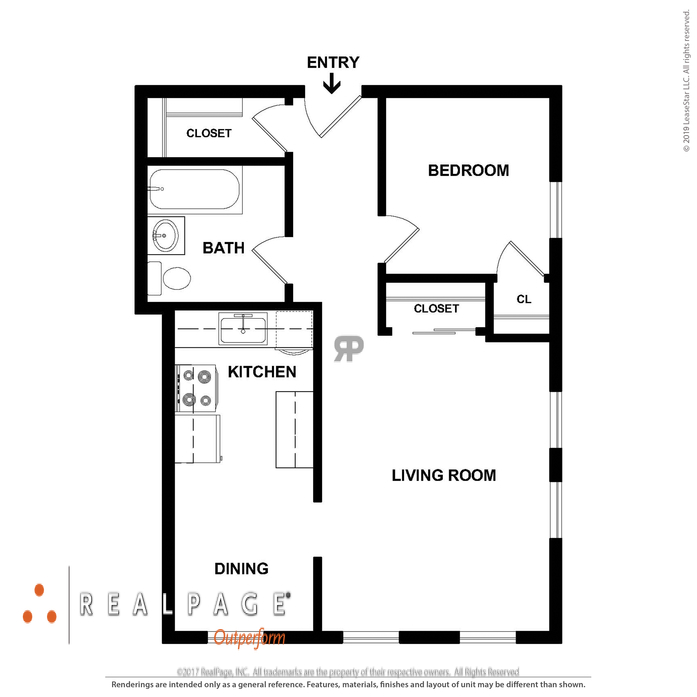 © 2019 LeaseStar LLC. All rights reserved.
ENTRY
CLOSET
BEDROOM
BATH
CL
CLOSET
RP
KITCHEN
LIVING ROOM
DINING
REALPAGE®
Outperform
©2017 RealPage, INC. All trademarks are the property of their respective owners. All Rights Reserved
Renderings are intended only as a general reference. Features, materials, finishes and layout of unit may be different than shown.